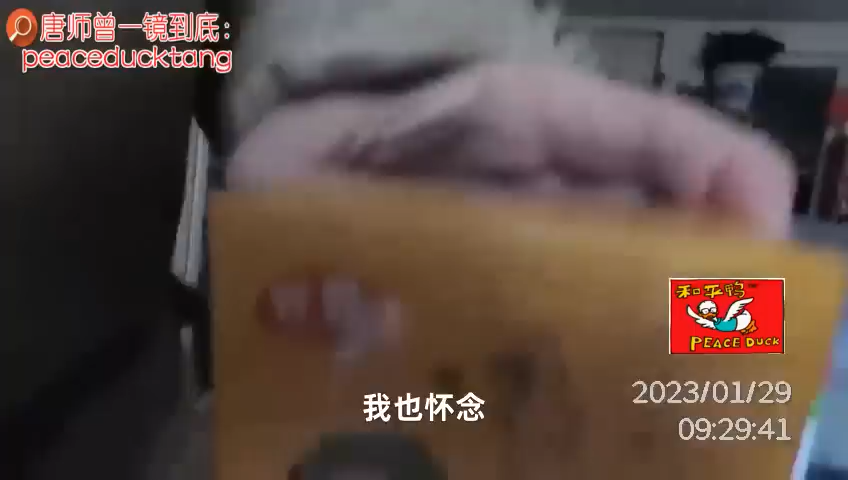 唐师曾一镜到底：
peaceducktang
和平鸭
PEACE DUCK
我也怀念
2023/01/29
09:29:41